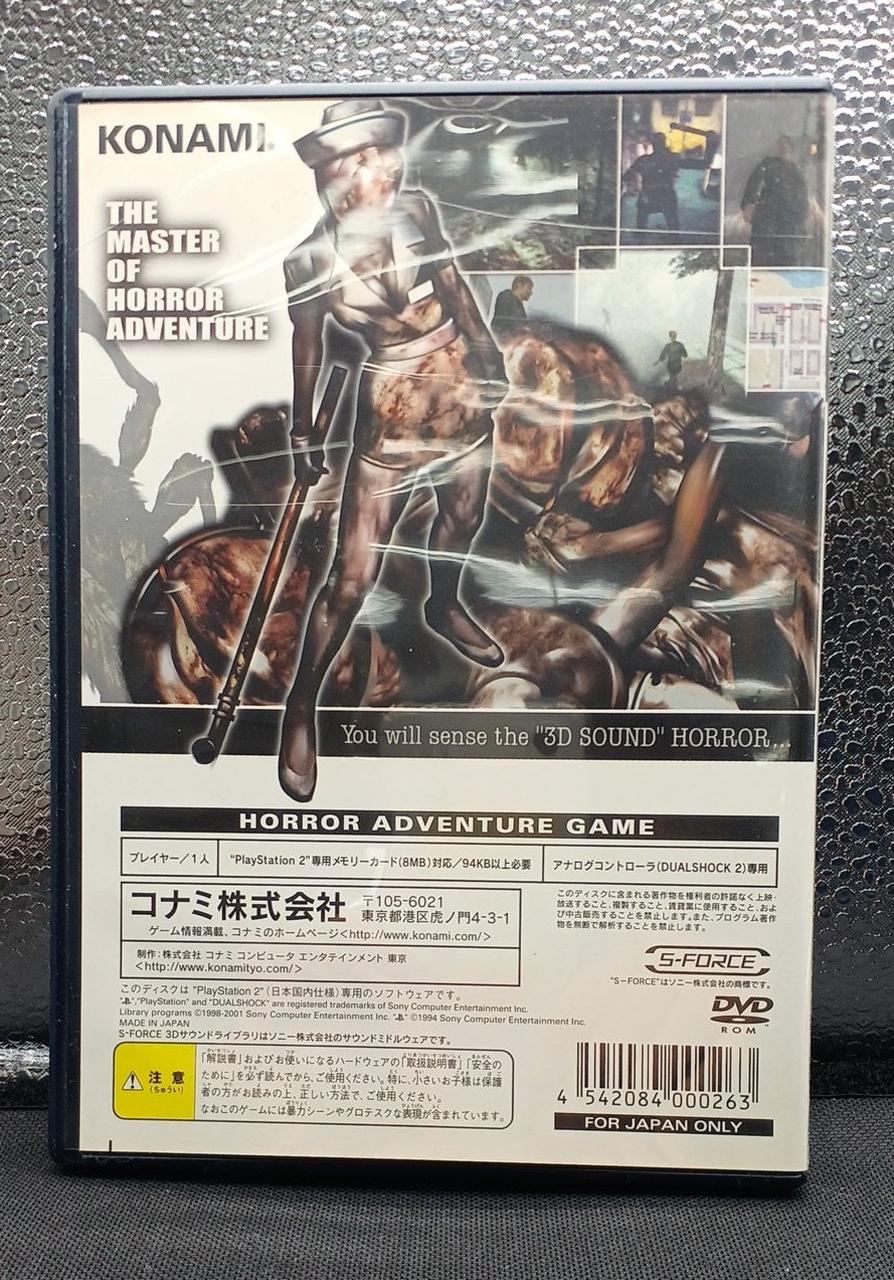 KONAMI
THE
MASTER
OF
HORROR
ADVENTURE
You will sense the "3D SOUND" HORROR...
HORROR ADVENTURE GAME
プレイヤー/1人
"PlayStation 2"専用メモリーカード(8MB)対応/94KB以上必要
アナログコントローラ(DUALSHOCK 2)専用
コナミ株式会社
〒105-6021
東京都港区虎ノ門4-3-1
ゲーム情報満載、コナミのホームページ<http://www.konami.com/>
制作：株式会社 コナミ コンピュータ エンタテインメント 東京
<http://www.konamityo.com/>
このディスクに含まれる著作物を権利者の許諾なく上映・
放送すること、複製すること、賃貸業に使用すること、およ
び中古販売することを禁止します。また、プログラム著作
物を無断で解析することを禁止します。
S-FORCE
"S-FORCE"はソニー株式会社の商標です。
このディスクは "PlayStation 2" (日本国内仕様) 専用のソフトウェアです。
"PlayStation" and "DUALSHOCK" are registered trademarks of Sony Computer Entertainment Inc.
Library programs ©1998-2001 Sony Computer Entertainment Inc. ©1994 Sony Computer Entertainment Inc.
MADE IN JAPAN
S-FORCE 3Dサウンドライブラリはソニー株式会社のサウンドミドルウェアです。
DVD
ROM
注意
(ちゅうい)
「解説書」およびお使いになるハードウェアの「取扱説明書」「安全の
ために」を必ず読んでから、ご使用ください。特に、小さいお子様は保護
者の方がお読みの上、正しい方法で、ご使用ください。
なおこのゲームには暴力シーンやグロテスクな表現が含まれています。
4 542084 000263
FOR JAPAN ONLY